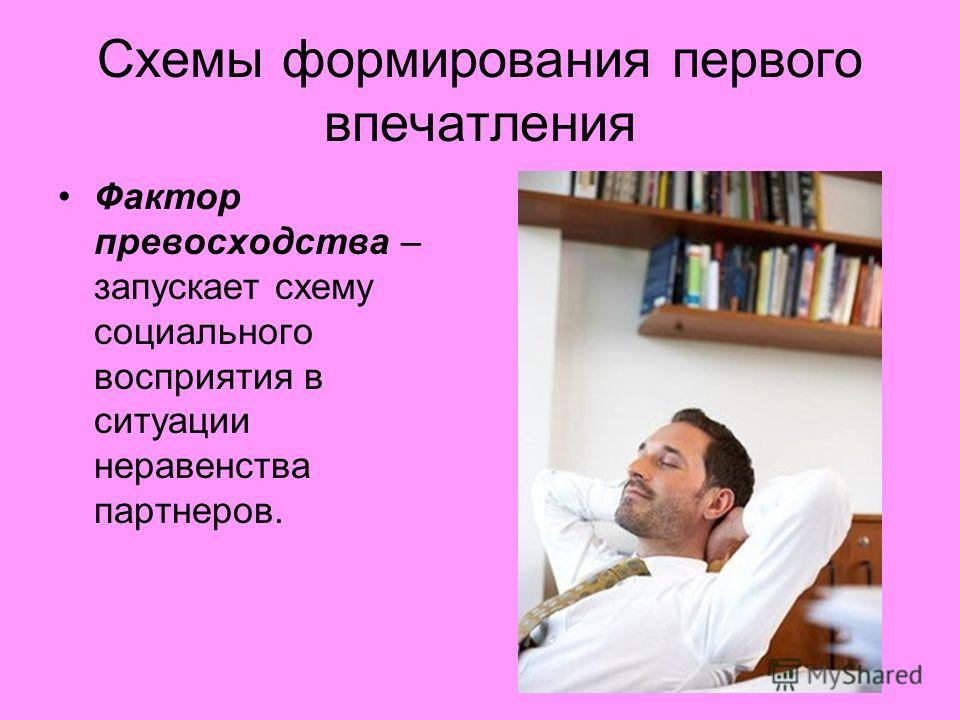 Схемы формирования первого
впечатления
• Фактор
превосходства –
запускает схему
социального
восприятия в
ситуации
неравенства
партнеров.
MyShared